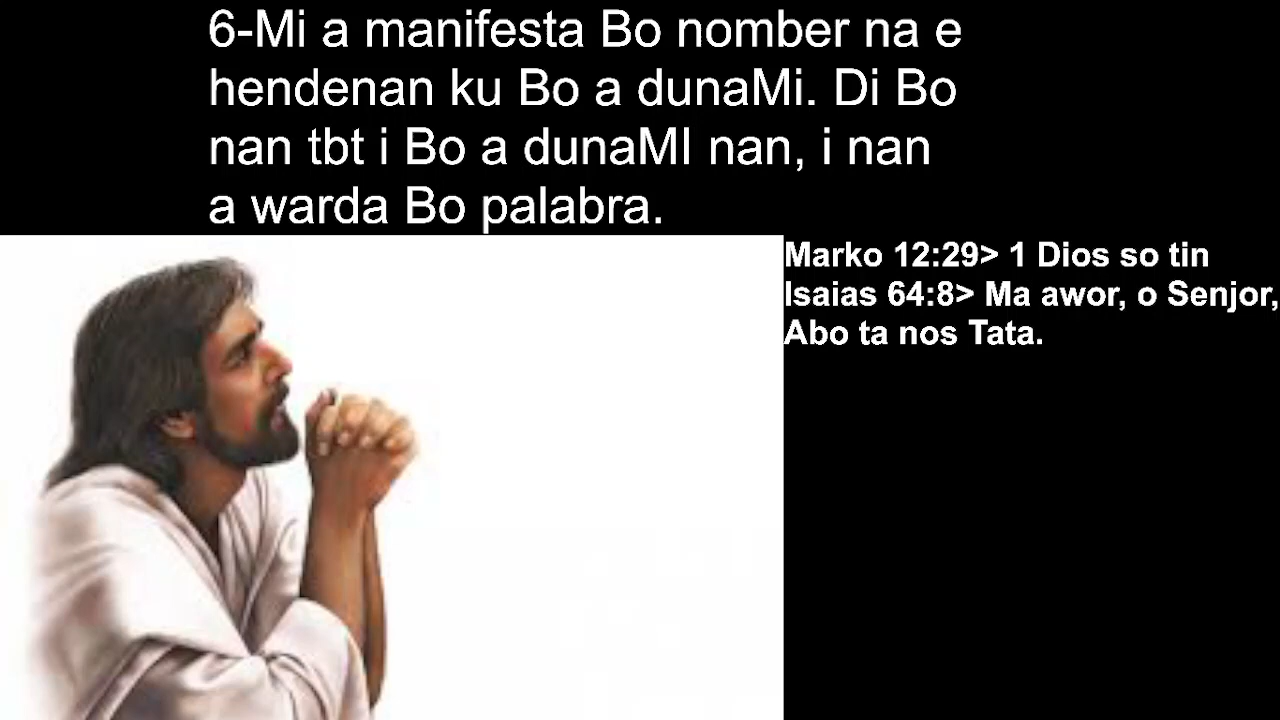 6-Mi a manifesta Bo nomber na e
hendenan ku Bo a dunaMi. Di Bo
nan tbt i Bo a dunaMI nan, i nan
a warda Bo palabra.
Marko 12:29> 1 Dios so tin
Isaias 64:8> Ma awor, o Senjor,
Abo ta nos Tata.